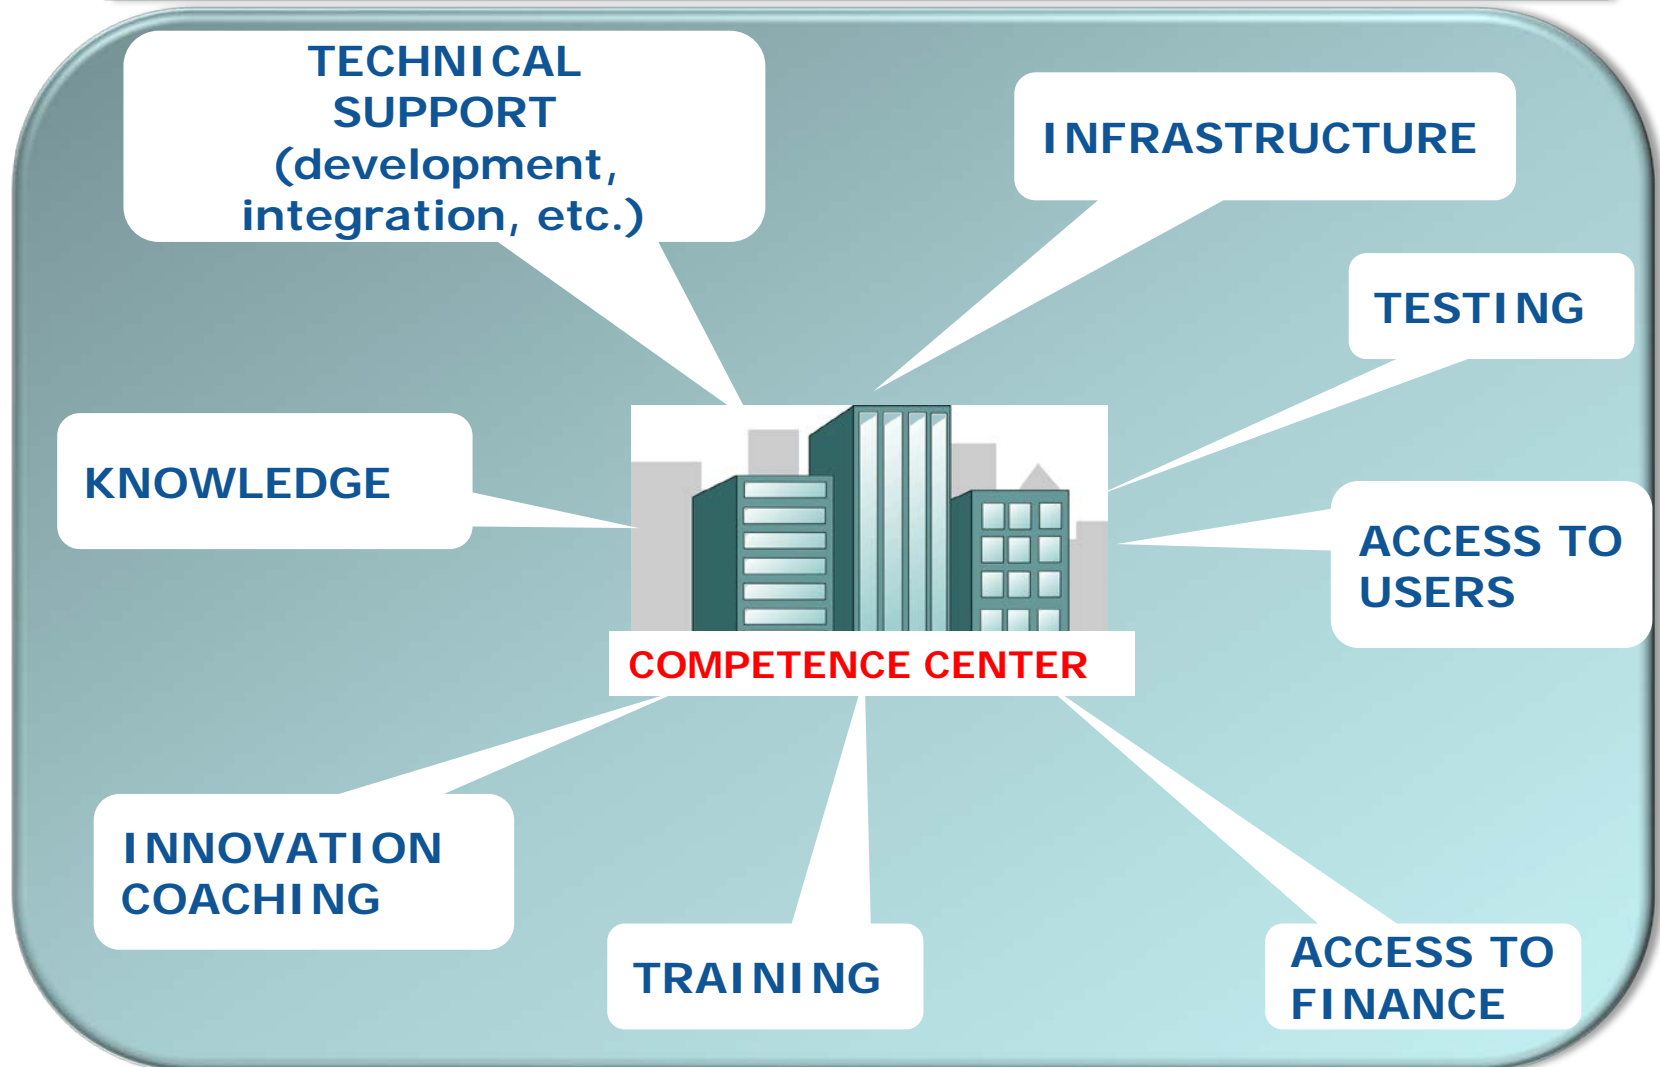 TECHNICAL
SUPPORT
(development,
integration, etc.)
INFRASTRUCTURE
TESTING
KNOWLEDGE
ACCESS TO
USERS
COMPETENCE CENTER
INNOVATION
COACHING
TRAINING
ACCESS TO
FINANCE